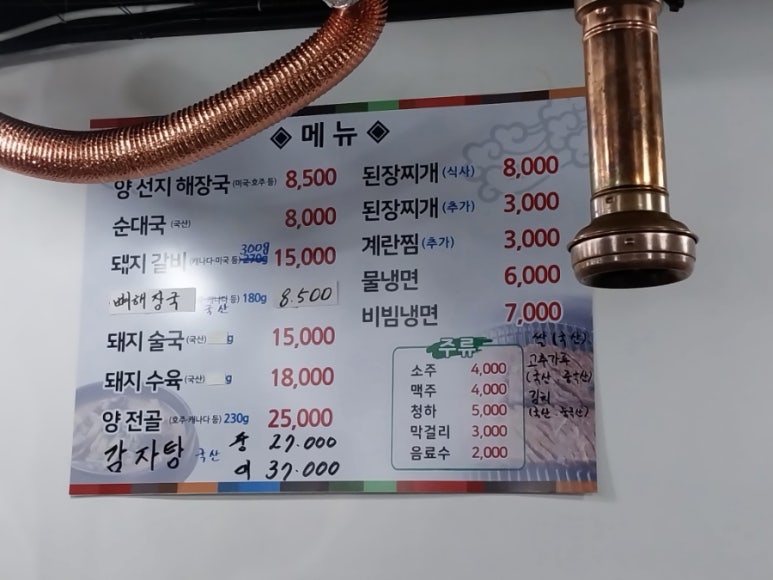 ◈ 메뉴 ◈
양 선지 해장국 (미국·호주 등) 8,500
순대국 (국산) 8,000
돼지 갈비 (캐나다·미국 등) 300g 270g 15,000
뼈해장국 국산 180g 8.500
돼지 술국 (국산) g 15,000
돼지 수육 (국산) g 18,000
양 전골 (호주·캐나다 등) 230g 25,000
감자탕 국산 중 27.000
37.000
된장찌개 (식사) 8,000
된장찌개 (추가) 3,000
계란찜 (추가) 3,000
물냉면 6,000
비빔냉면 7,000
주류
소주 4,000
맥주 4,000
청하 5,000
막걸리 3,000
음료수 2,000
쌀 (국산)
고추가루
(국산. 중국산)
김치
(국산. 중국산)